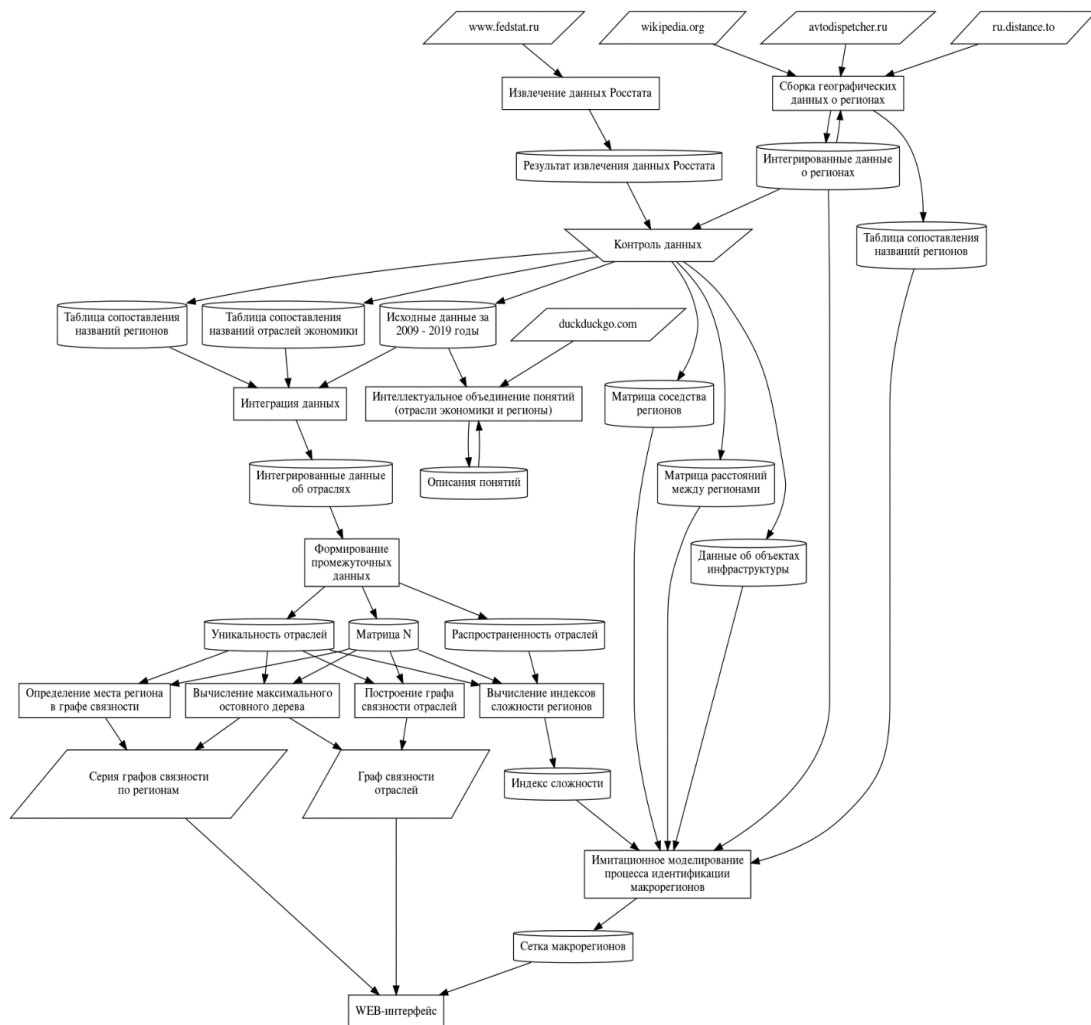 www.fedstat.ru
wikipedia.org
avtodispetcher.ru
ru.distance.to
Извлечение данных Росстата
Сборка географических
данных о регионах
Результат извлечения данных Росстата
Интегрированные данные
о регионах
Контроль данных
Таблица сопоставления
названий регионов
Таблица сопоставления
названий регионов
Таблица сопоставления
названий отраслей экономики
Исходные данные за
2009 - 2019 годы
duckduckgo.com
Интеграция данных
Интеллектуальное объединение понятий
(отрасли экономики и регионы)
Матрица соседства
регионов
Интегрированные данные
об отраслях
Описания понятий
Матрица расстояний
между регионами
Формирование
промежуточных
данных
Данные об объектах
инфраструктуры
Уникальность отраслей
Матрица N
Распространенность отраслей
Определение места региона
в графе связности
Вычисление максимального
остовного дерева
Построение графа
связности отраслей
Вычисление индексов
сложности регионов
Серия графов связности
по регионам
Граф связности
отраслей
Индекс сложности
Имитационное моделирование
процесса идентификации
макрорегионов
Сетка макрорегионов
WEB-интерфейс